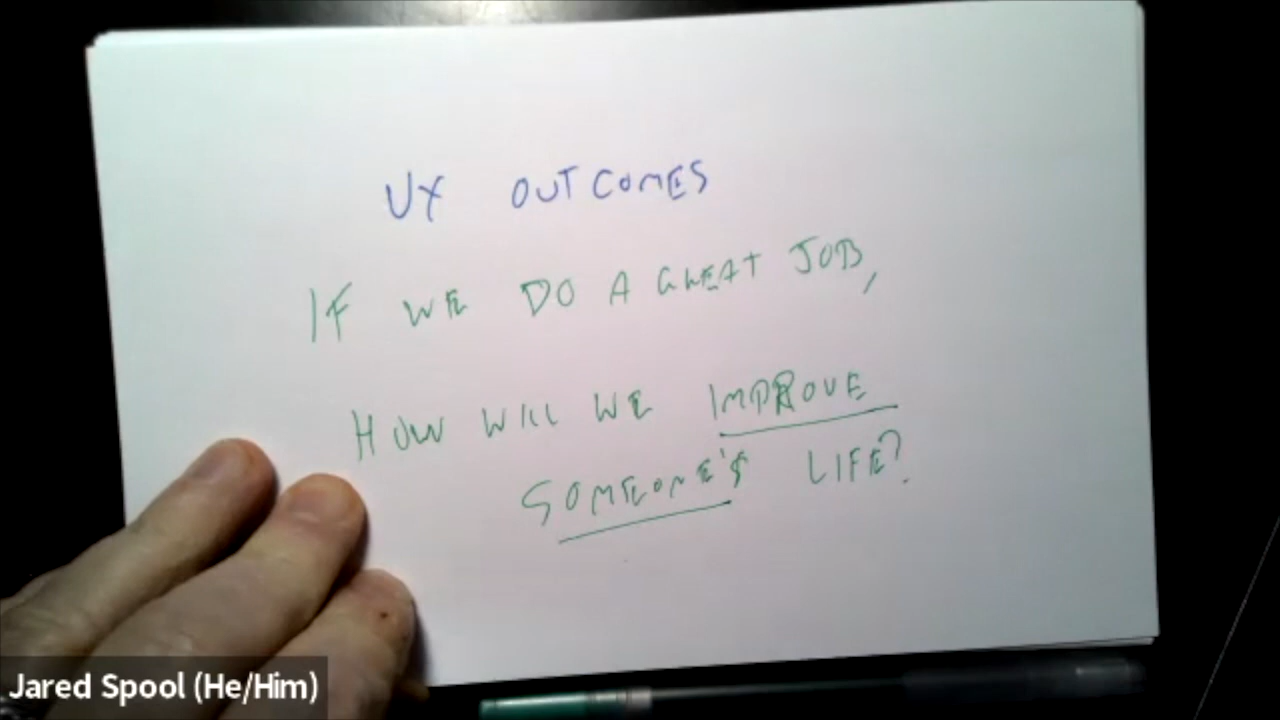 UX OUTCOMES
IF WE DO A GREAT JOB,
HOW WILL WE IMPROVE
SOMEONE'S LIFE?
Jared Spool (He/Him)